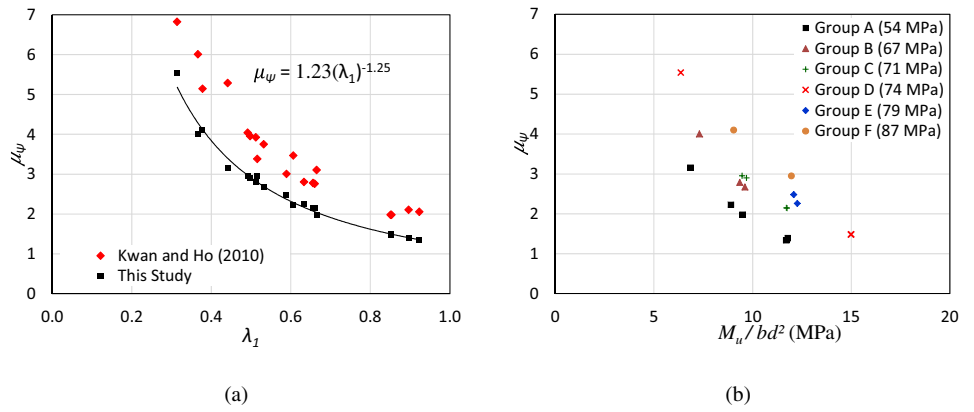 7
6
5
4
3
2
1
0
μψ
μψ = 1.23(λ1)-1.25
Kwan and Ho (2010)
This Study
0.0 0.2 0.4 0.6 0.8 1.0
λ1
(a)
7
6
5
4
3
2
1
0
μψ
Group A (54 MPa)
Group B (67 MPa)
Group C (71 MPa)
Group D (74 MPa)
Group E (79 MPa)
Group F (87 MPa)
0 5 10 15 20
Mu / bd² (MPa)
(b)